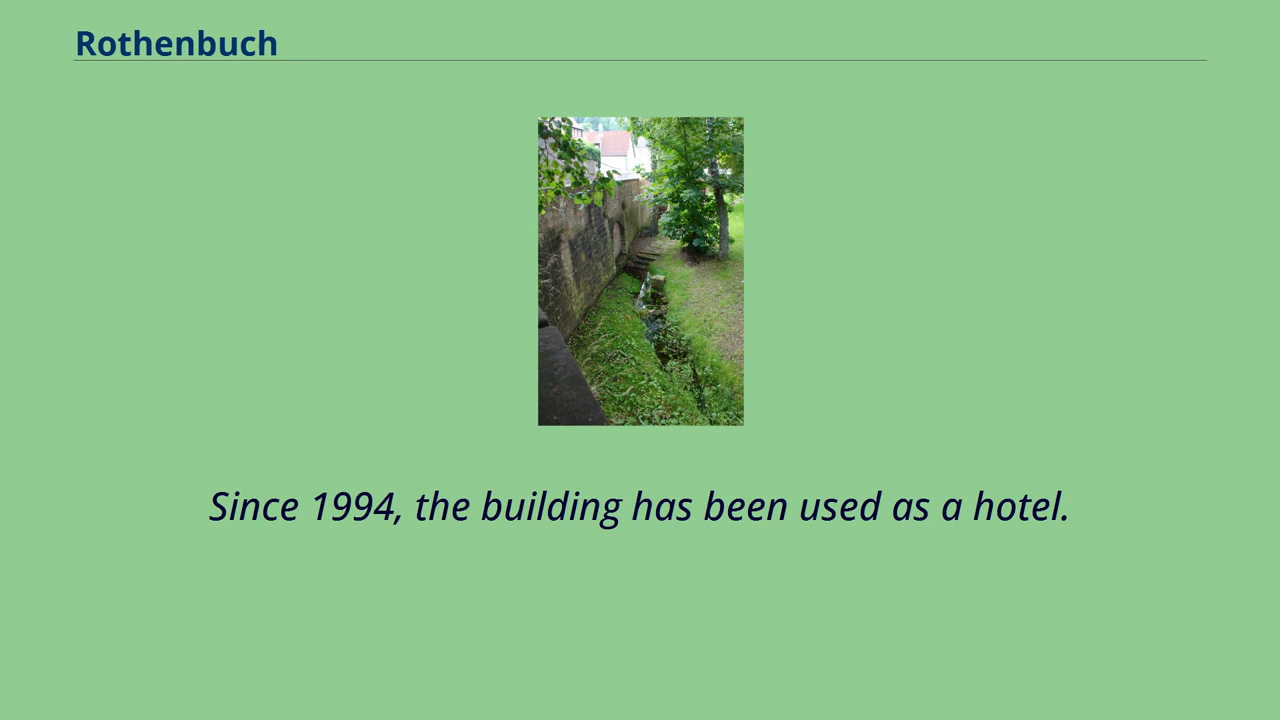 Rothenbuch
Since 1994, the building has been used as a hotel.